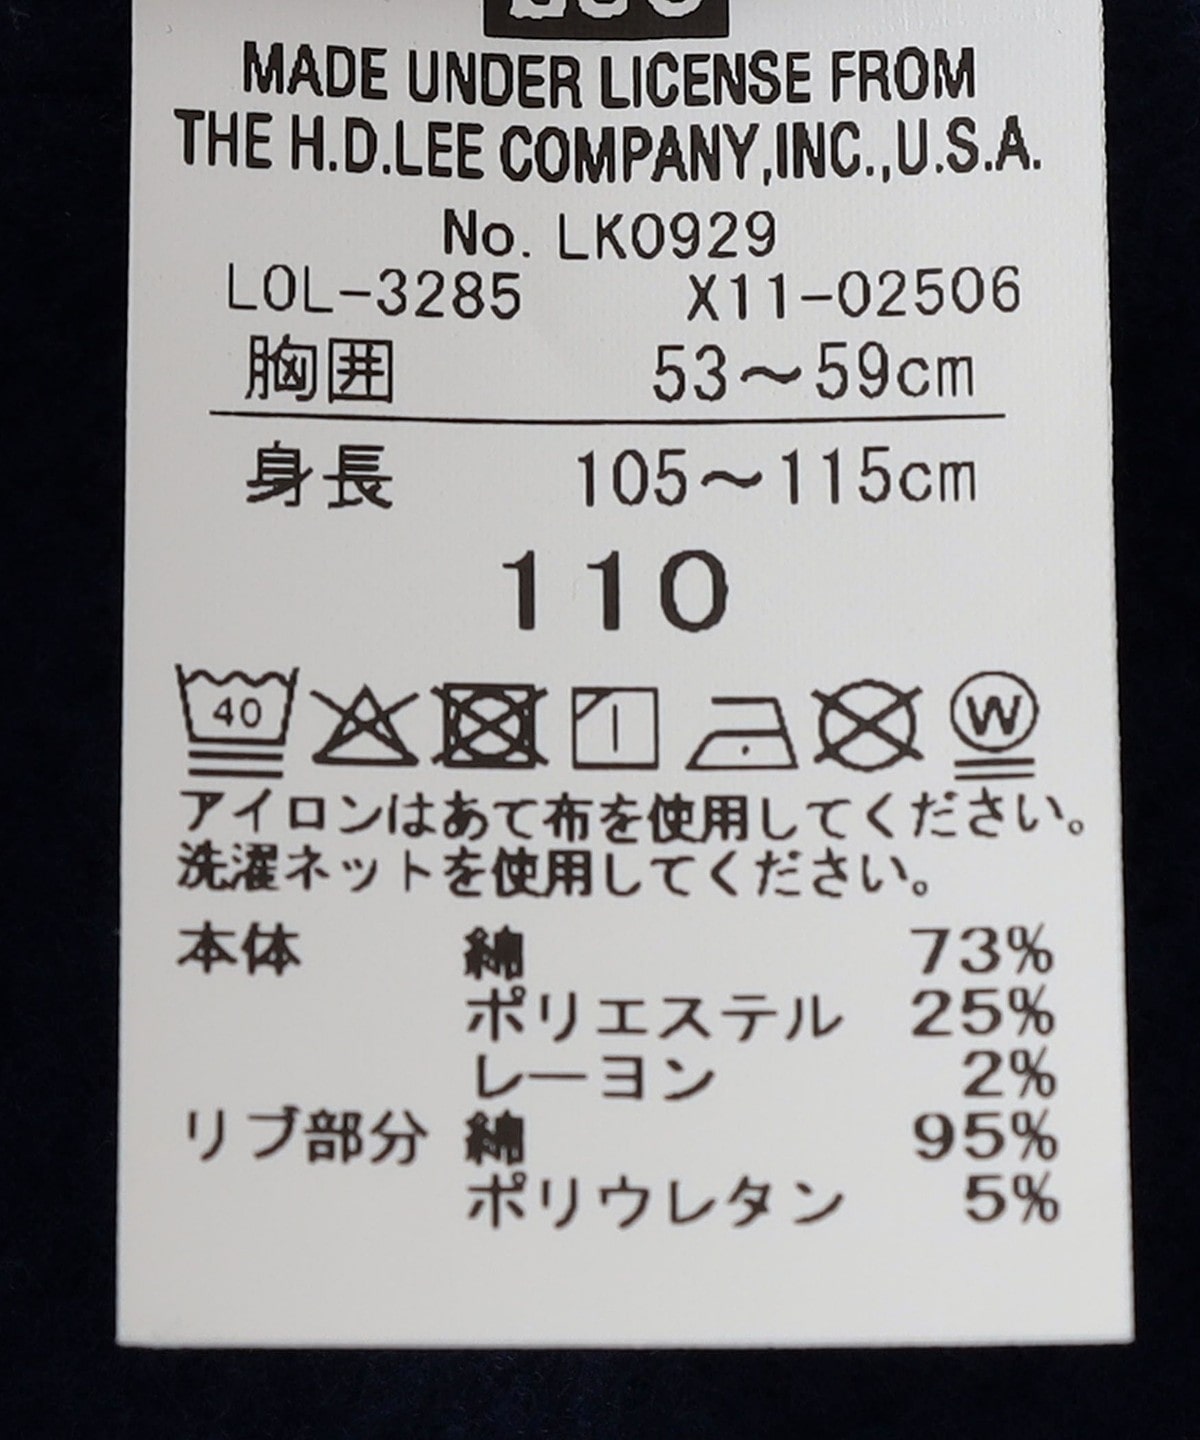 MADE UNDER LICENSE FROM
THE H.D.LEE COMPANY,INC.,U.S.A.
No. LK0929
LOL-3285 X11-02506
胸囲 53～59cm
身長 105～115cm
110
40
W
アイロンはあて布を使用してください。
洗濯ネットを使用してください。
本体 綿 73%
ポリエステル 25%
レーヨン 2%
リブ部分 綿 95%
ポリウレタン 5%